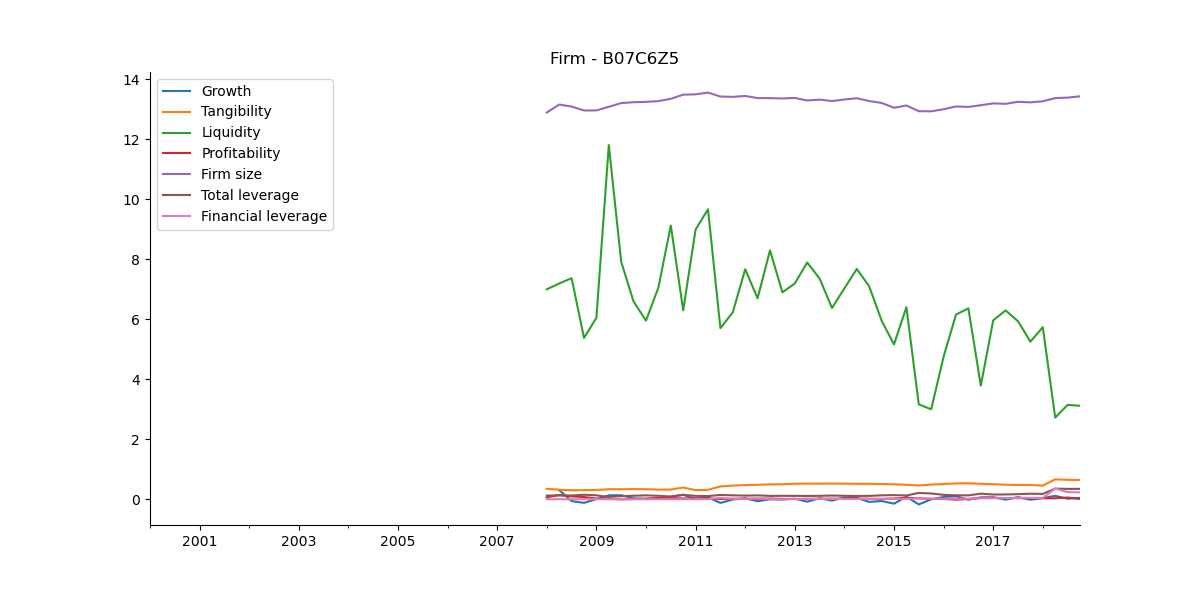 Firm - B07C6Z5
14
12
10
8
6
4
2
0
Growth
Tangibility
Liquidity
Profitability
Firm size
Total leverage
Financial leverage
2001 2003 2005 2007 2009 2011 2013 2015 2017